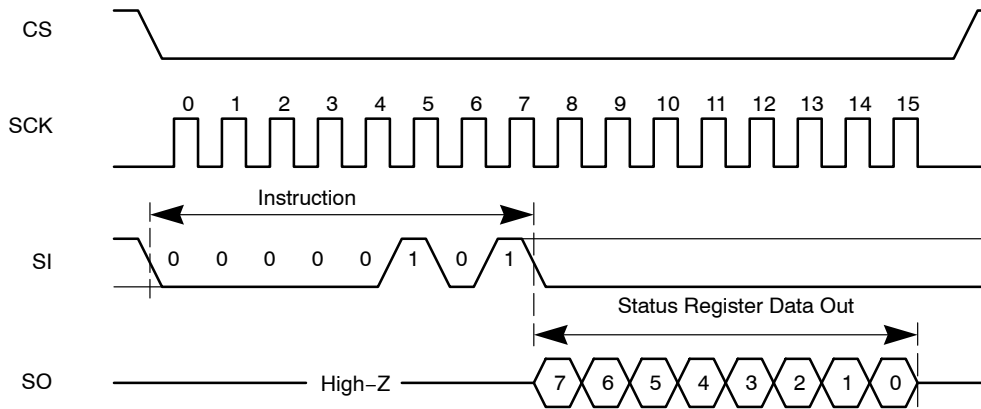 CS
0 1 2 3 4 5 6 7 8 9 10 11 12 13 14 15
SCK
Instruction
SI
0 0 0 0 0 1 0 1
Status Register Data Out
SO
High−Z
7 6 5 4 3 2 1 0